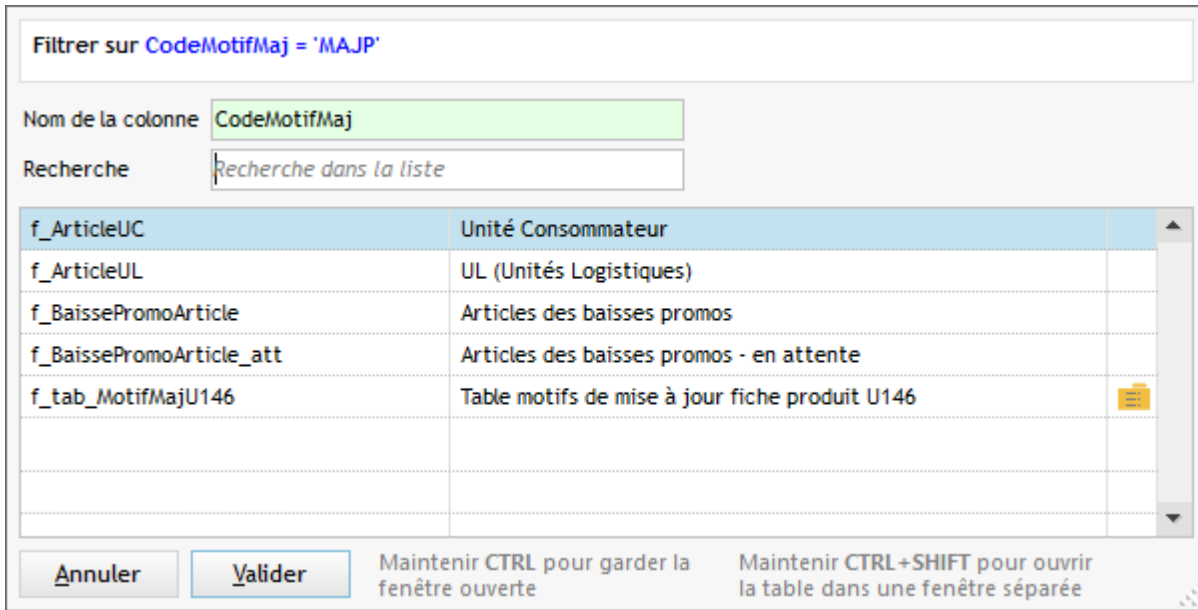 Filtrer sur CodeMotifMaj = 'MAJP'
Nom de la colonne CodeMotifMaj
Recherche Recherche dans la liste
f_ArticleUC Unité Consommateur
f_ArticleUL UL (Unités Logistiques)
f_BaissePromoArticle Articles des baisses promos
f_BaissePromoArticle_att Articles des baisses promos - en attente
f_tab_MotifMajU146 Table motifs de mise à jour fiche produit U146
Annuler Valider
Maintenir CTRL pour garder la
fenêtre ouverte
Maintenir CTRL+SHIFT pour ouvrir
la table dans une fenêtre séparée